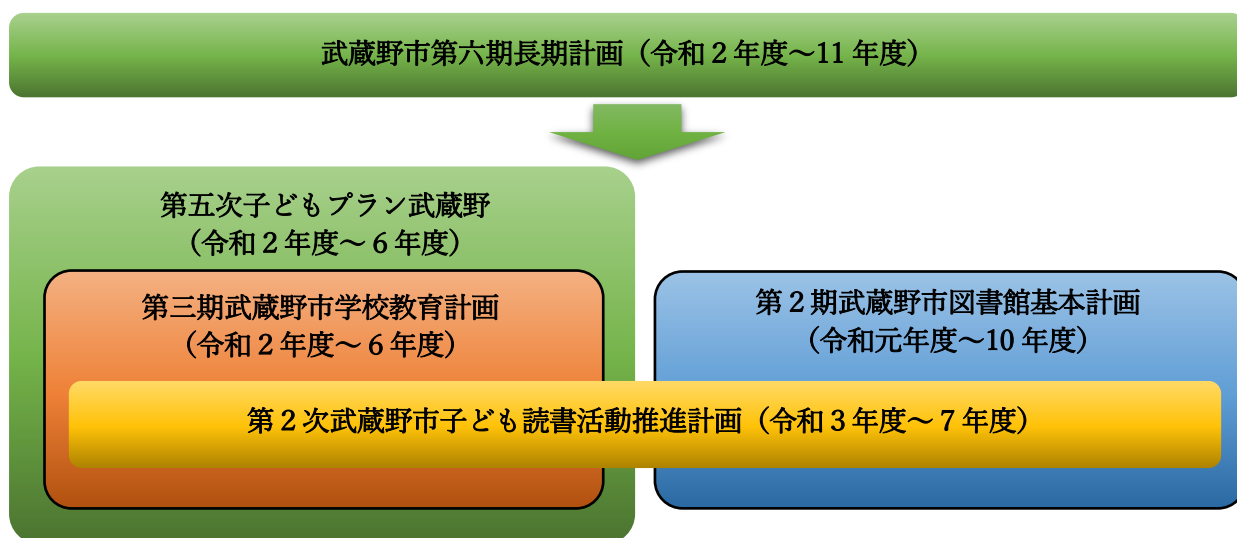 武蔵野市第六期長期計画（令和２年度～11 年度）
第五次子どもプラン武蔵野
（令和２年度～６年度）
第三期武蔵野市学校教育計画
（令和２年度～６年度）
第２期武蔵野市図書館基本計画
（令和元年度～10 年度）
第２次武蔵野市子ども読書活動推進計画（令和３年度～７年度）